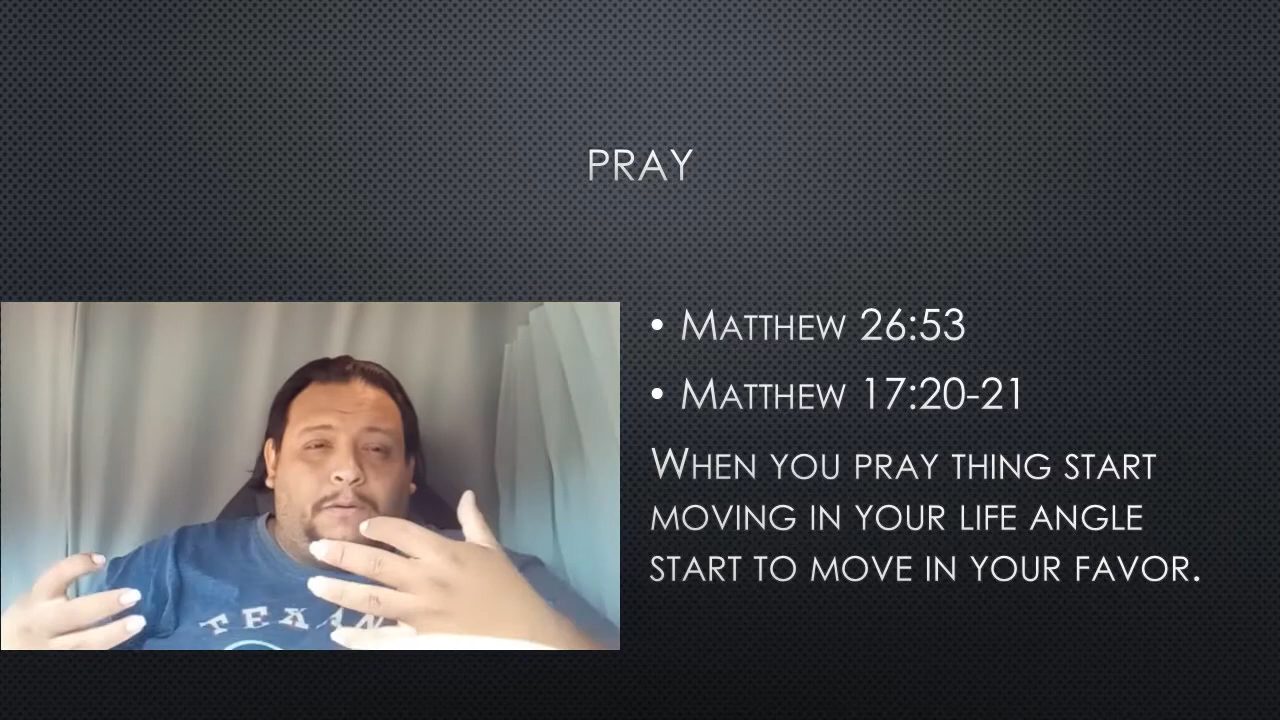 PRAY
• MATTHEW 26:53
• MATTHEW 17:20-21
WHEN YOU PRAY THING START
MOVING IN YOUR LIFE ANGLE
START TO MOVE IN YOUR FAVOR.
TEXAN